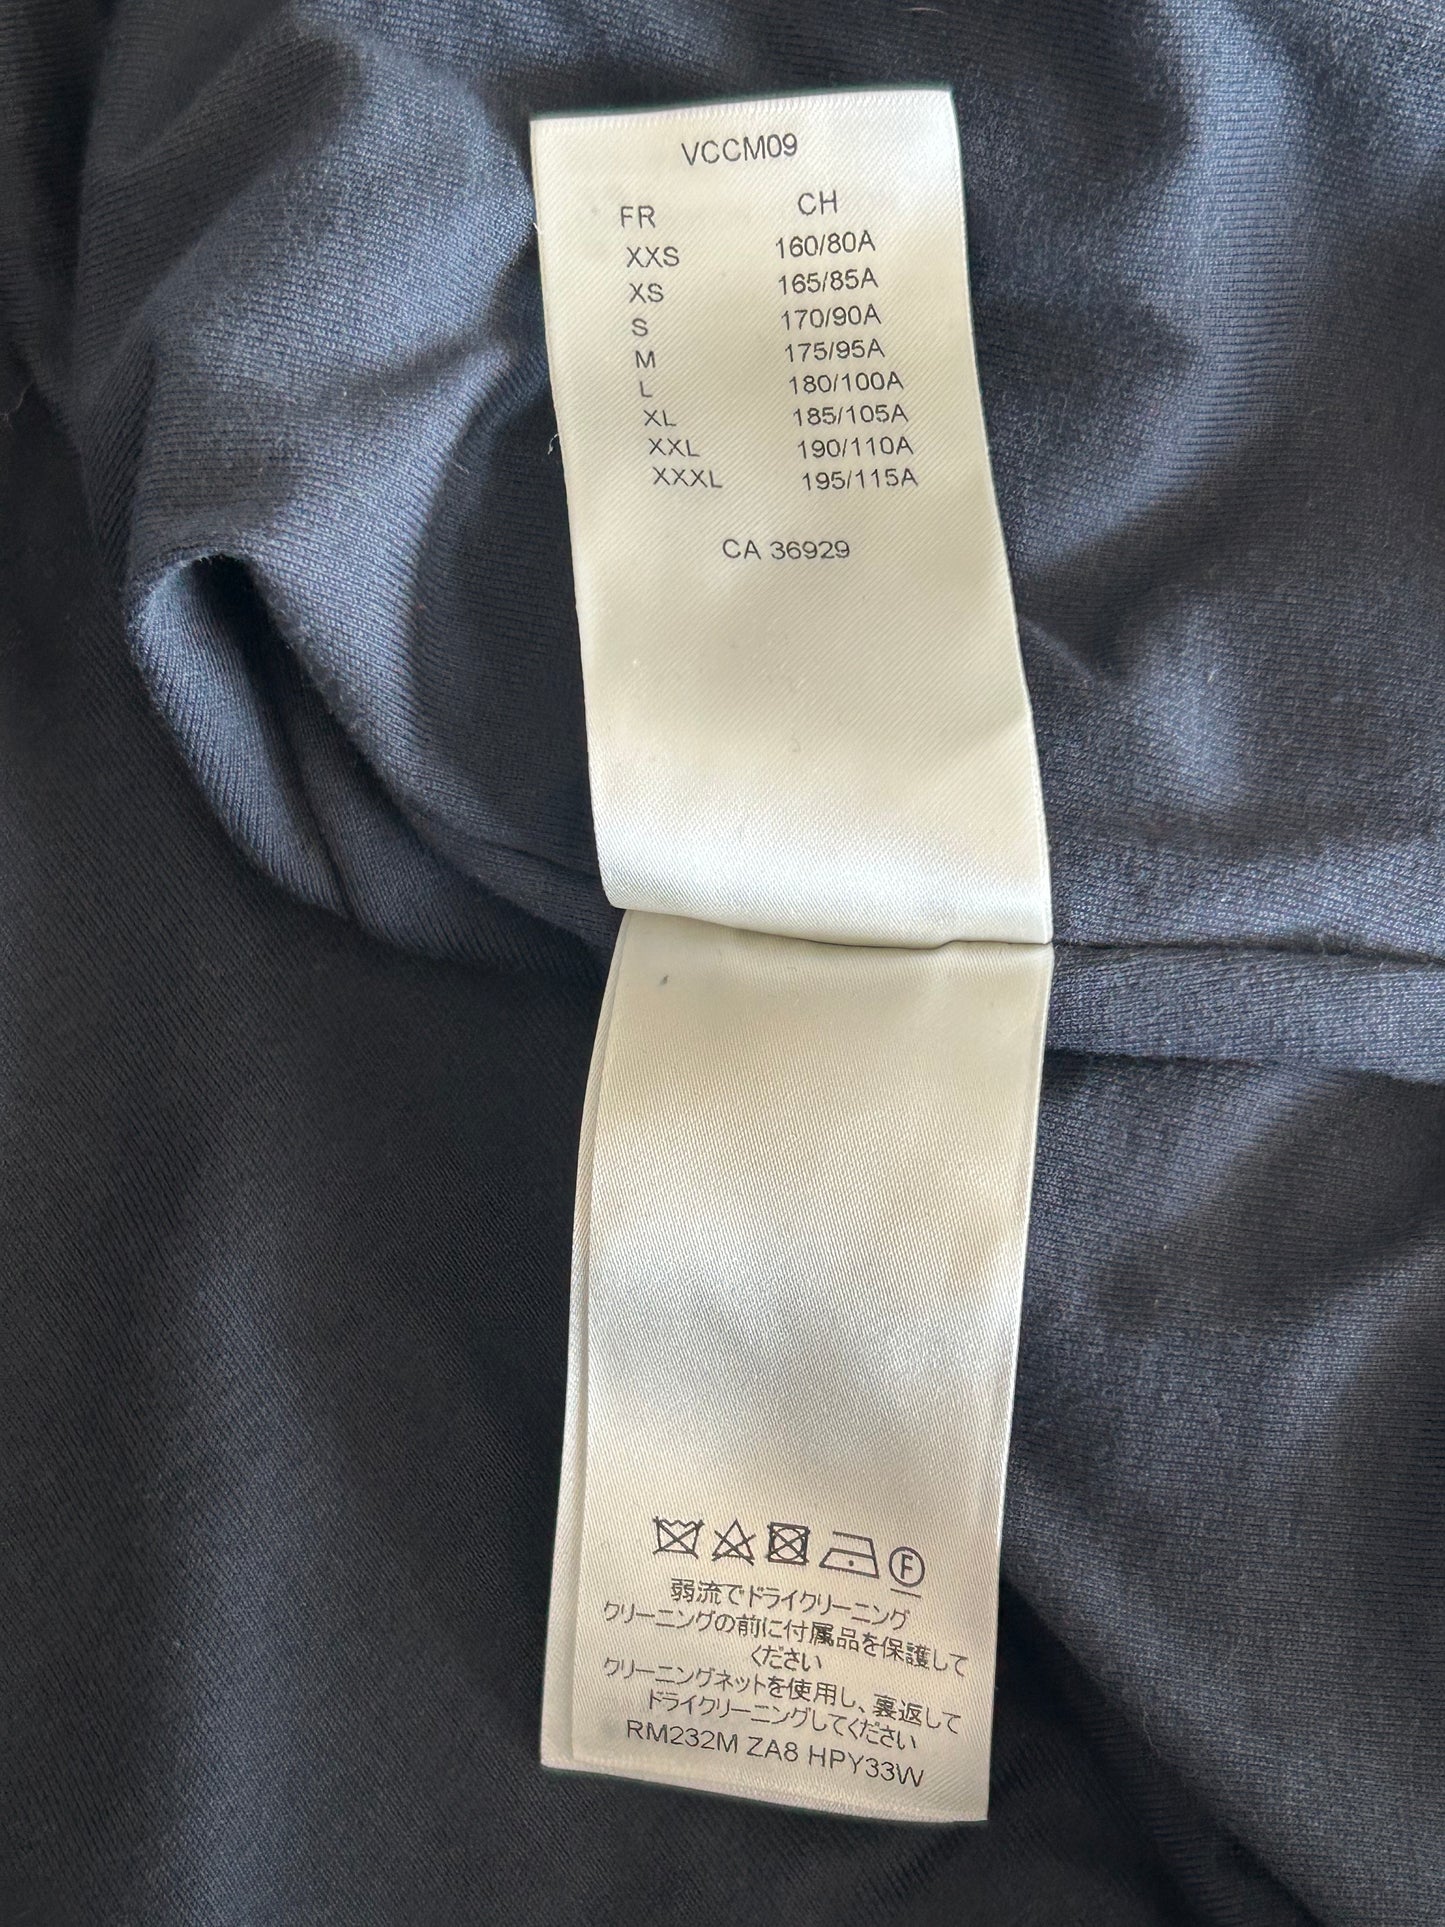 VCCM09
FR CH
XXS 160/80A
XS 165/85A
S 170/90A
M 175/95A
L 180/100A
XL 185/105A
XXL 190/110A
XXXL 195/115A
CA 36929
F
弱流でドライクリーニング
クリーニングの前に付属品を保護して
ください
クリーニングネットを使用し、裏返して
ドライクリーニングしてください
RM232M ZA8 HPY33W